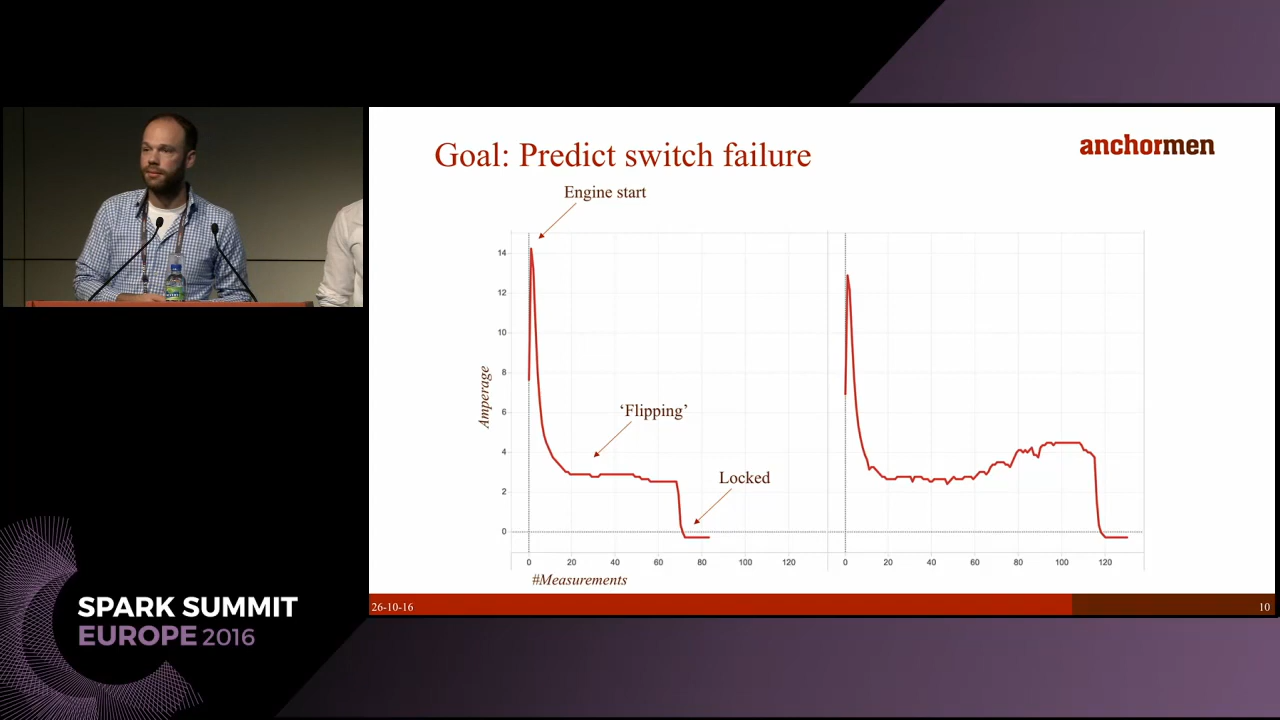 Goal: Predict switch failure
anchormen
Engine start
‘Flipping’
Locked
Amperage
14
12
10
8
6
4
2
0
0 20 40 60 80 100 120
0 20 40 60 80 100 120
#Measurements
26-10-16
10
SPARK SUMMIT
EUROPE 2016